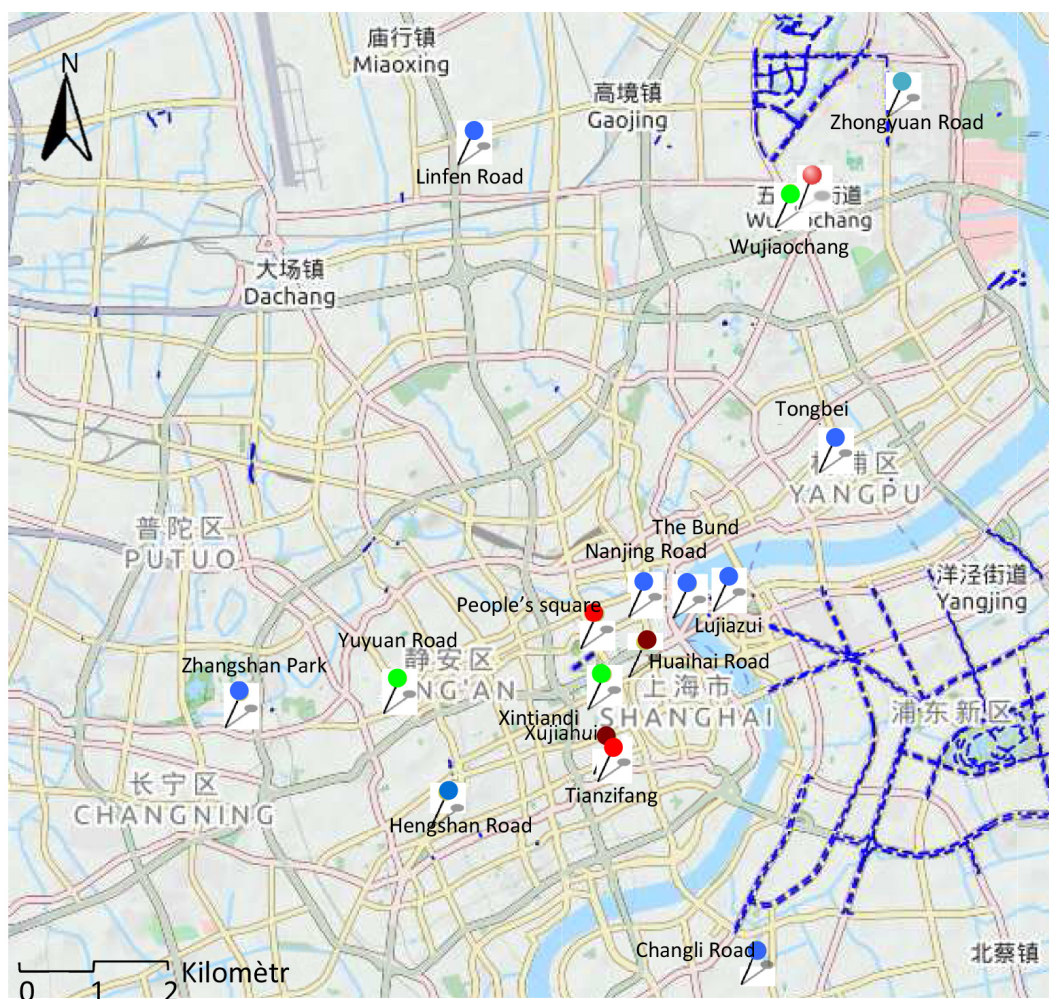 庙行镇
Miaoxing
N
高境镇
Gaojing
Zhongyuan Road
Linfen Road
Wujiaochang
大场镇
Dachang
Tongbei
YANGPU
普陀区
PUTUO
The Bund
Nanjing Road
洋泾街道
Yangjing
People's square
Lujiazui
Yuyuan Road
静安区
Huaihai Road
Zhangshan Park
上海市
SHANGHAI
浦东新区
Xintiandi
Xujiahui
长宁区
CHANGNING
Tianzifang
Hengshan Road
Changli Road
北蔡镇
Kilomètr
0 1 2